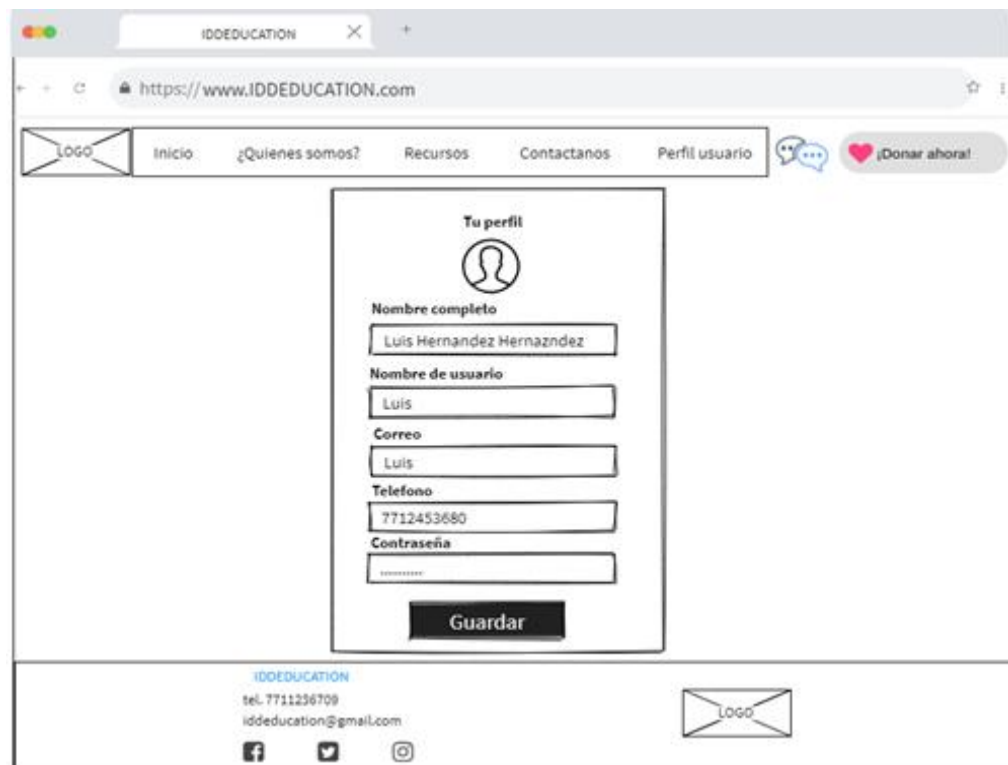 IDDEDUCATION
https://www.IDDEDUCATION.com
LOGO Inicio ¿Quienes somos? Recursos Contactanos Perfil usuario ¡Donar ahora!
Tu perfil
Nombre completo
Luis Hernandez Hernazndez
Nombre de usuario
Luis
Correo
Luis
Telefono
7712453680
Contraseña
..........
Guardar
IDDEDUCATION
tel. 7711236709
iddeducation@gmail.com
LOGO